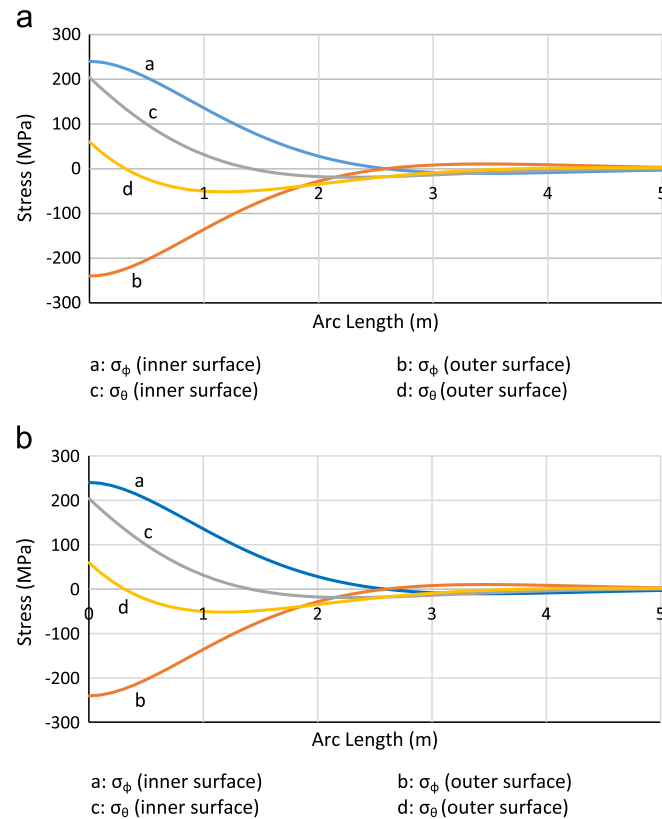 a
300
200
100
0
-100
-200
-300
Stress (MPa)
a
c
d
b
1 2 3 4 5
Arc Length (m)
a: σϕ (inner surface) b: σϕ (outer surface)
c: σθ (inner surface) d: σθ (outer surface)
b
300
200
100
0
-100
-200
-300
Stress (MPa)
a
c
d
b
0 1 2 3 4 5
Arc Length (m)
a: σϕ (inner surface) b: σϕ (outer surface)
c: σθ (inner surface) d: σθ (outer surface)